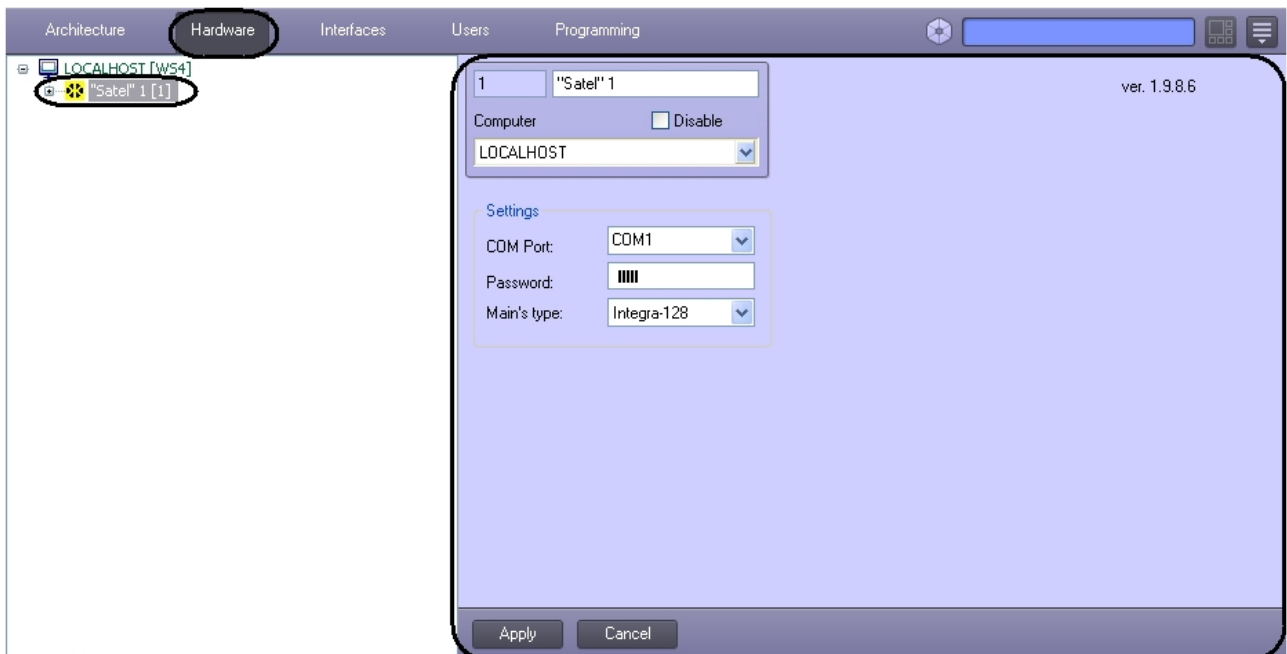 Architecture Hardware Interfaces Users Programming
LOCALHOST [WS4]
"Satel" 1 [1]
1 "Satel" 1
ver. 1.9.8.6
Computer Disable
LOCALHOST
Settings
COM Port: COM1
Password:
Main's type: Integra-128
Apply Cancel